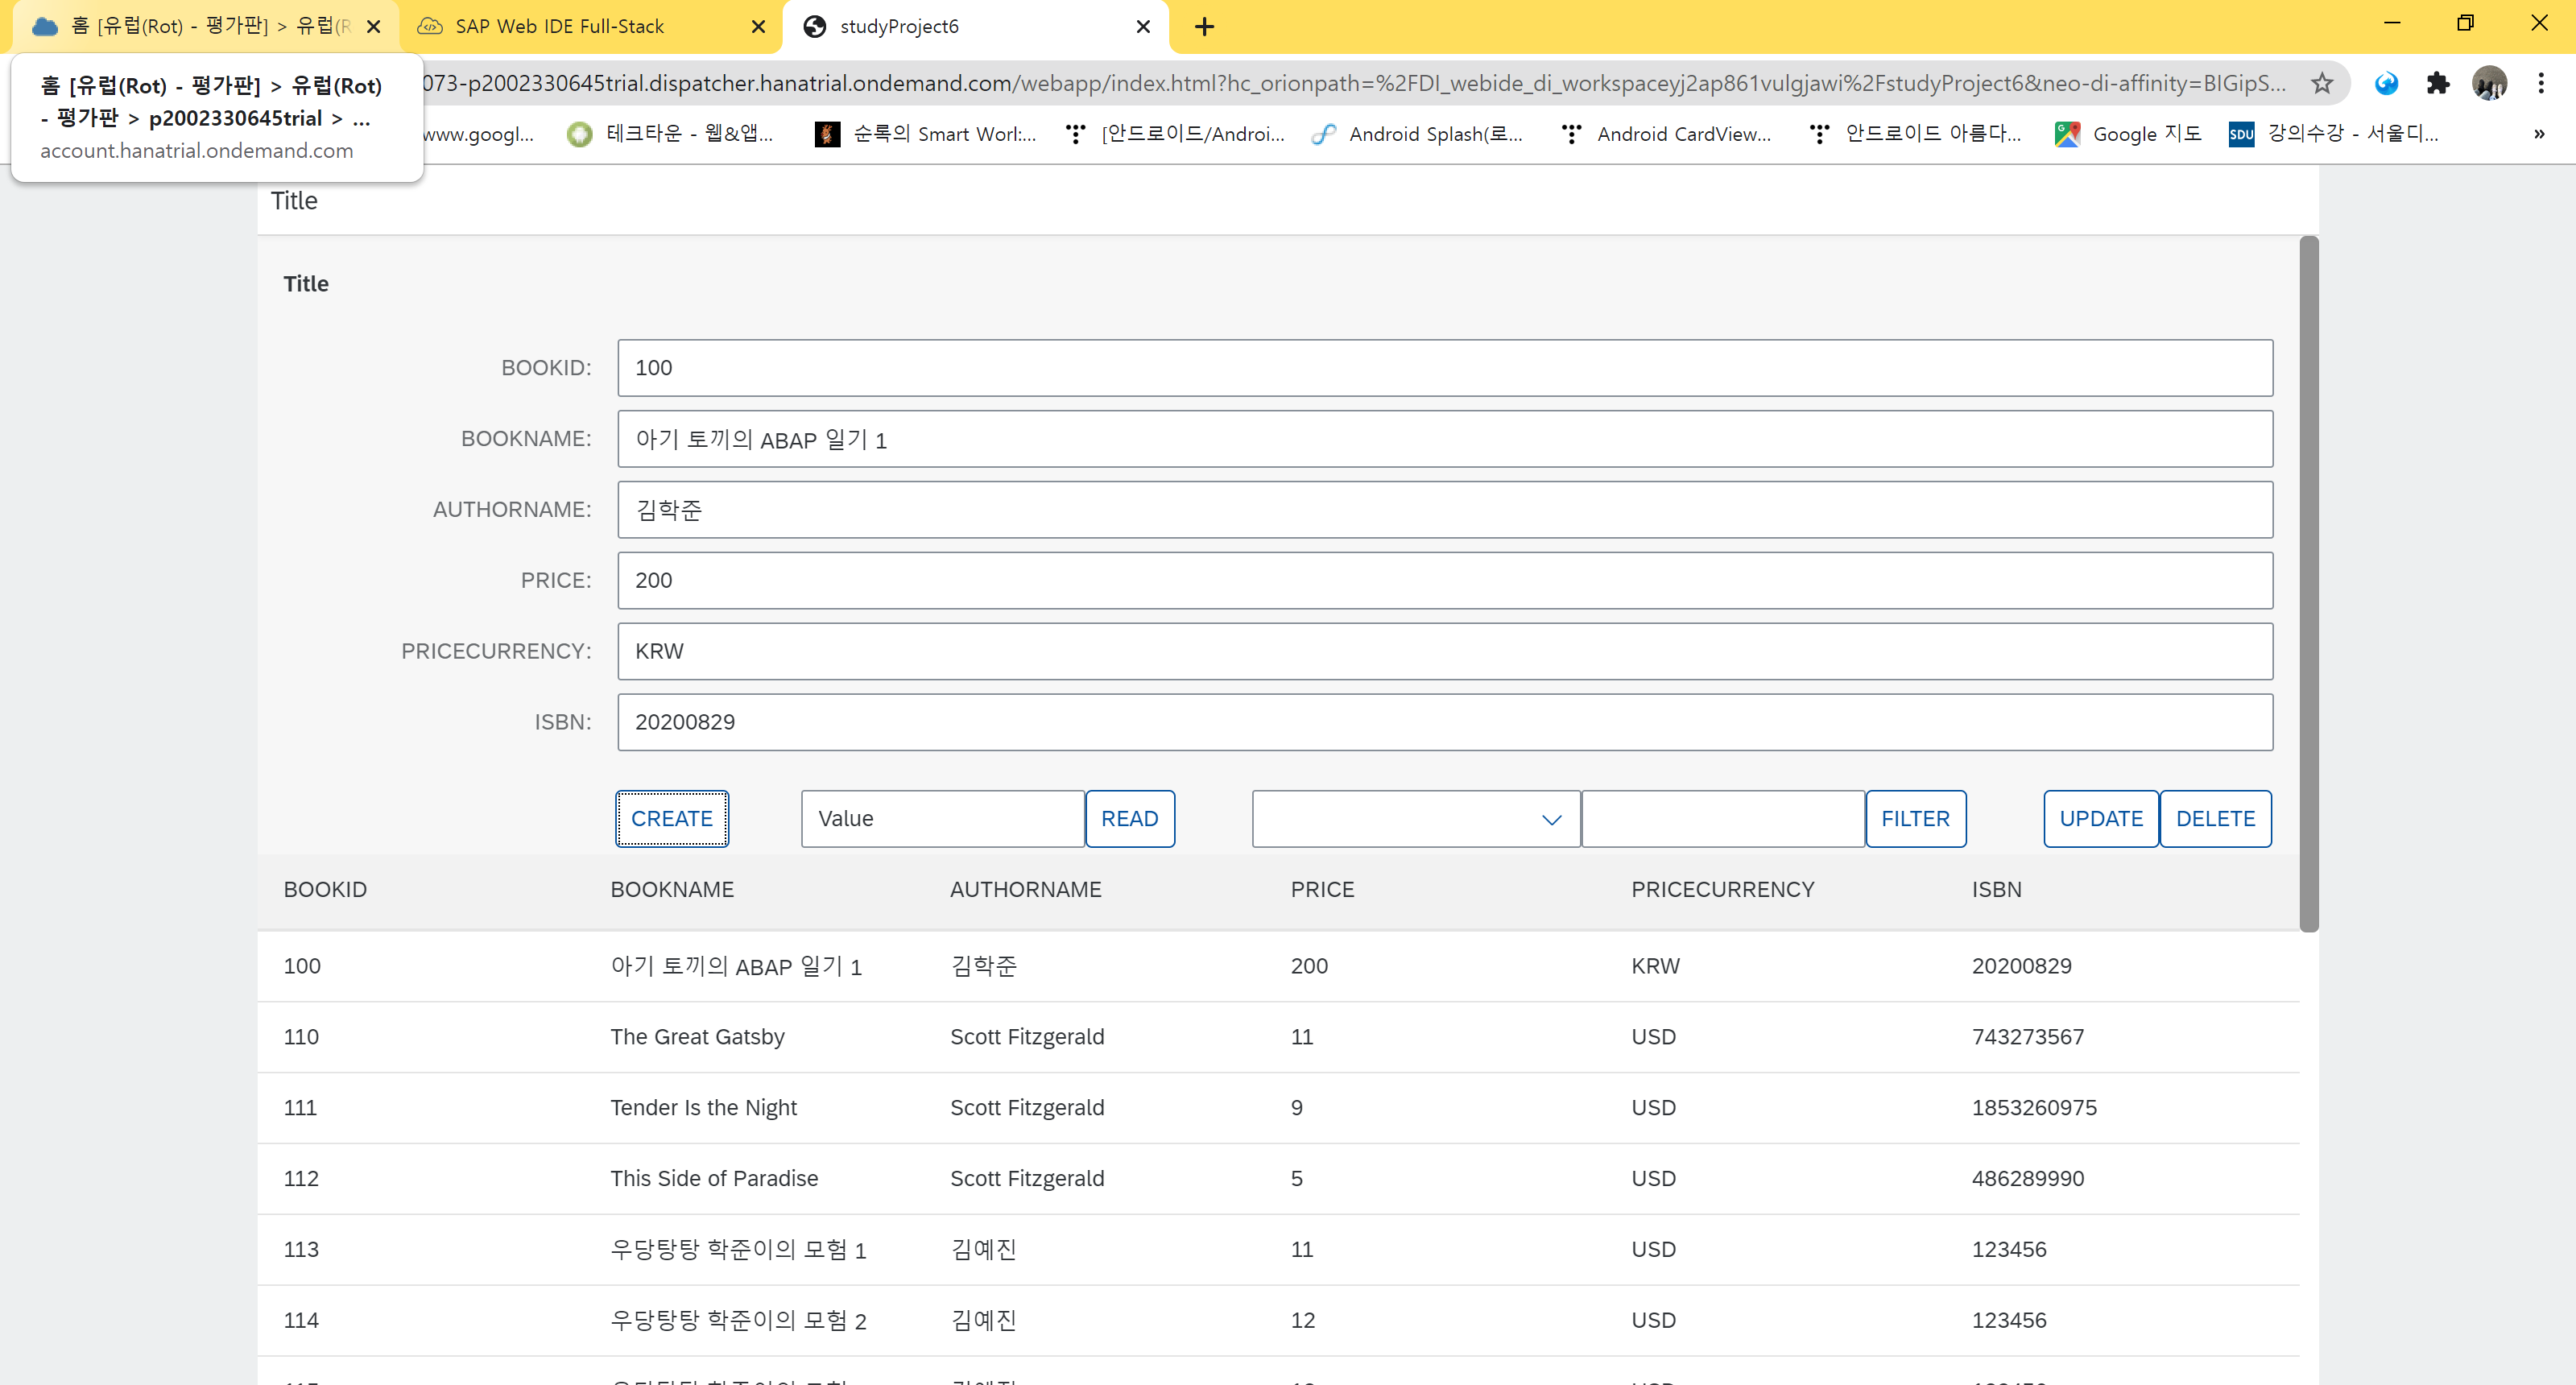 홈 [유럽(Rot) - 평가판] > 유럽(R
SAP Web IDE Full-Stack
studyProject6
홈 [유럽(Rot) - 평가판] > 유럽(Rot)
- 평가판 > p2002330645trial > ...
account.hanatrial.ondemand.com
073-p2002330645trial.dispatcher.hanatrial.ondemand.com/webapp/index.html?hc_orionpath=%2FDI_webide_di_workspaceyj2ap861vulgjawi%2FstudyProject6&neo-di-affinity=BIGipS...
www.googl...
테크타운 - 웹&앱...
순록의 Smart Worl:...
[안드로이드/Androi...
Android Splash(로...
Android CardView...
안드로이드 아름다...
Google 지도
SDU 강의수강 - 서울디...
»
Title
Title
BOOKID: 100
BOOKNAME: 아기 토끼의 ABAP 일기 1
AUTHORNAME: 김학준
PRICE: 200
PRICECURRENCY: KRW
ISBN: 20200829
CREATE Value READ FILTER UPDATE DELETE
BOOKID BOOKNAME AUTHORNAME PRICE PRICECURRENCY ISBN
100 아기 토끼의 ABAP 일기 1 김학준 200 KRW 20200829
110 The Great Gatsby Scott Fitzgerald 11 USD 743273567
111 Tender Is the Night Scott Fitzgerald 9 USD 1853260975
112 This Side of Paradise Scott Fitzgerald 5 USD 486289990
113 우당탕탕 학준이의 모험 1 김예진 11 USD 123456
114 우당탕탕 학준이의 모험 2 김예진 12 USD 123456